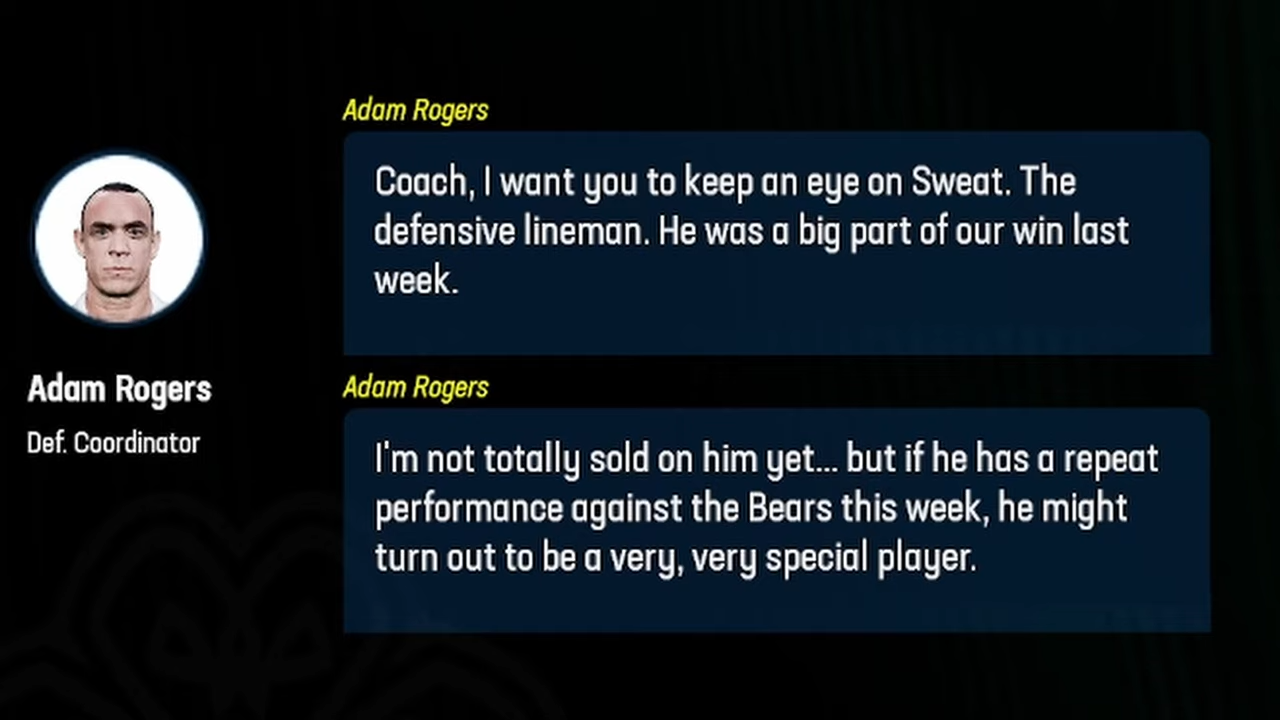 Adam Rogers
Coach, I want you to keep an eye on Sweat. The
defensive lineman. He was a big part of our win last
week.
Adam Rogers
Def. Coordinator
Adam Rogers
I'm not totally sold on him yet... but if he has a repeat
performance against the Bears this week, he might
turn out to be a very, very special player.